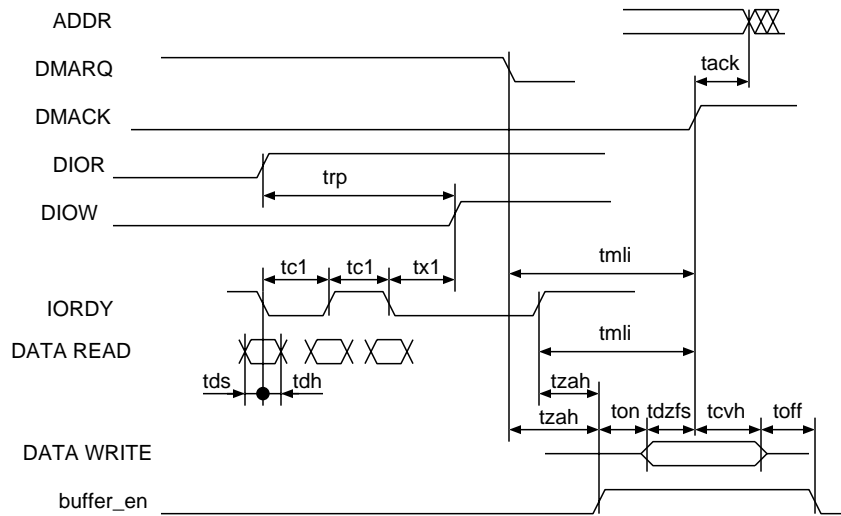 ADDR
DMARQ
tack
DMACK
DIOR
trp
DIOW
tc1 tc1 tx1 tmli
IORDY
DATA READ
tmli
tds tdh tzah
tzah ton tdzfs tcvh toff
DATA WRITE
buffer_en